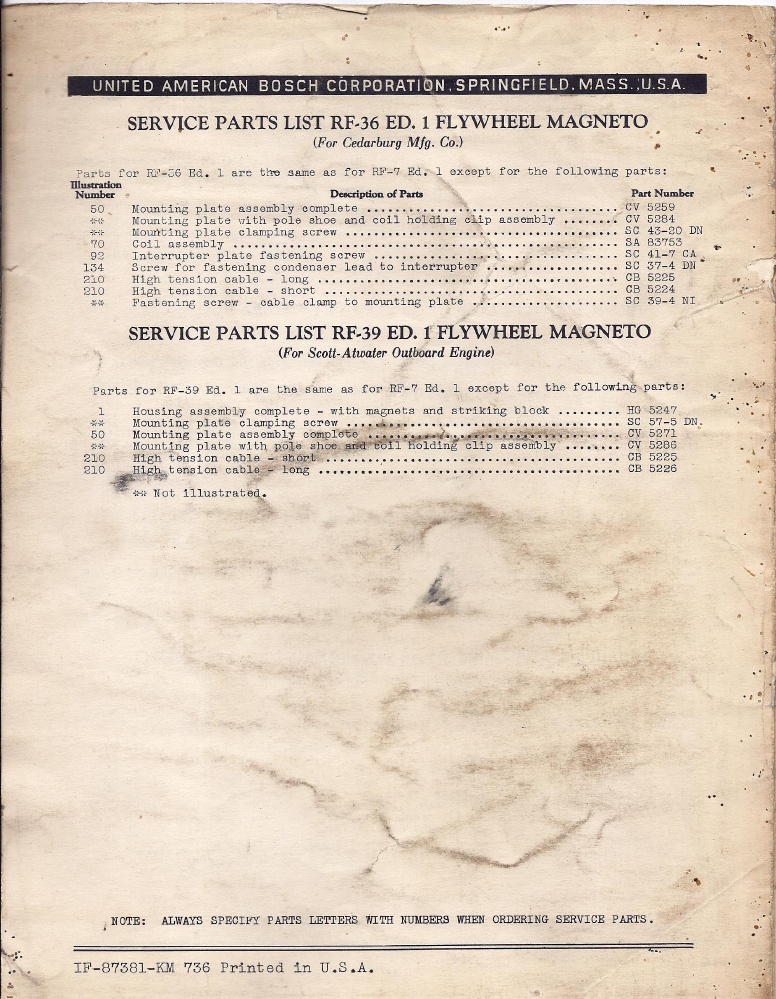 UNITED AMERICAN BOSCH CORPORATION, SPRINGFIELD, MASS., U.S.A.
SERVICE PARTS LIST RF-36 ED. 1 FLYWHEEL MAGNETO
(For Cedarburg Mfg. Co.)
Parts for RF-36 Ed. 1 are the same as for RF-7 Ed. 1 except for the following parts:
Illustration
Number Description of Parts Part Number
50 Mounting plate assembly complete .......... CV 5259
** Mounting plate with pole shoe and coil holding clip assembly ....... CV 5284
** Mounting plate clamping screw .......... SC 43-20 DN
70 Coil assembly .......... SA 83753
92 Interrupter plate fastening screw .......... SC 41-7 CA
134 Screw for fastening condenser lead to interrupter .......... SC 37-4 DN
210 High tension cable - long .......... CB 5225
210 High tension cable - short .......... CB 5224
** Fastening screw - cable clamp to mounting plate .......... SC 39-4 NI
SERVICE PARTS LIST RF-39 ED. 1 FLYWHEEL MAGNETO
(For Scott-Atwater Outboard Engine)
Parts for RF-39 Ed. 1 are the same as for RF-7 Ed. 1 except for the following parts:
1 Housing assembly complete - with magnets and striking block ........ HG 5247
** Mounting plate clamping screw .......... SC 57-5 DN
50 Mounting plate assembly complete .......... CV 5271
** Mounting plate with pole shoe and coil holding clip assembly ....... CV 5286
210 High tension cable - short .......... CB 5225
210 High tension cable - long .......... CB 5226
** Not illustrated.
NOTE: ALWAYS SPECIFY PARTS LETTERS WITH NUMBERS WHEN ORDERING SERVICE PARTS.
IF-87381-KM 736 Printed in U.S.A.